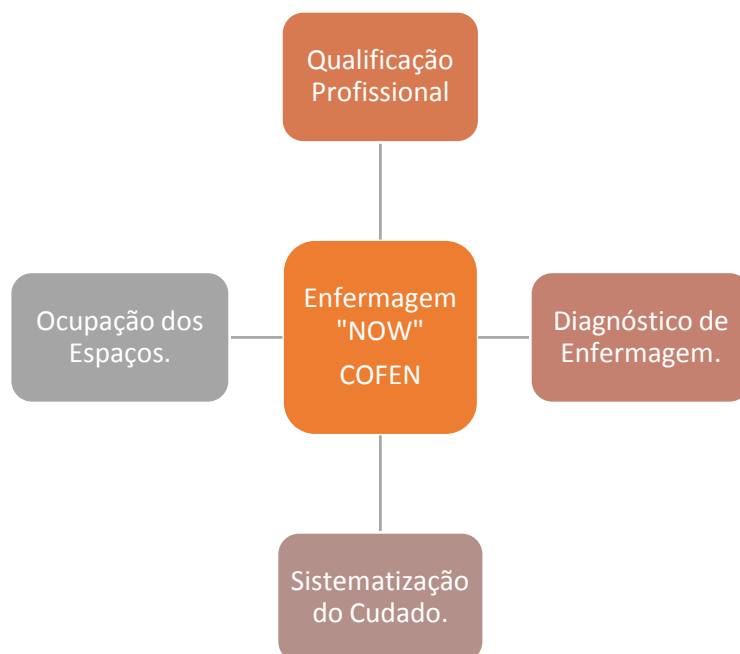 Qualificação
Profissional
Ocupação dos
Espaços.
Enfermagem
"NOW"
COFEN
Diagnóstico de
Enfermagem.
Sistematização
do Cudado.